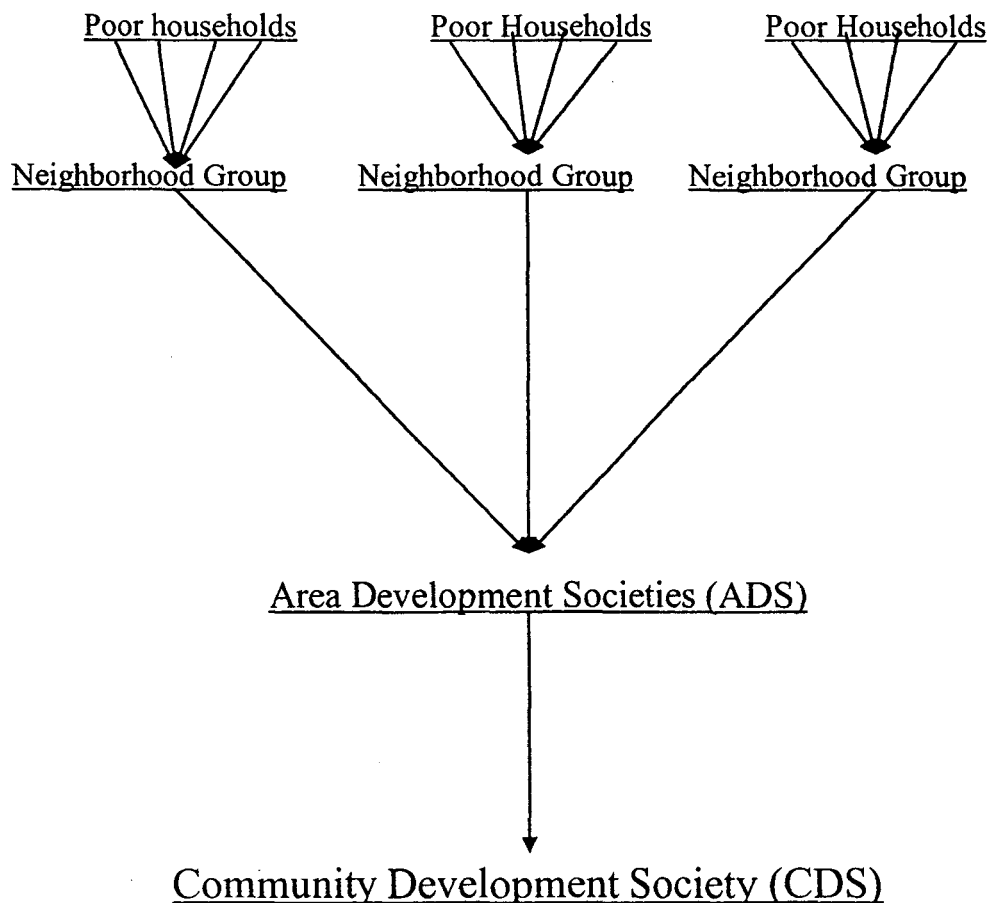 Poor households Poor Households Poor Households
Neighborhood Group Neighborhood Group Neighborhood Group
Area Development Societies (ADS)
Community Development Society (CDS)